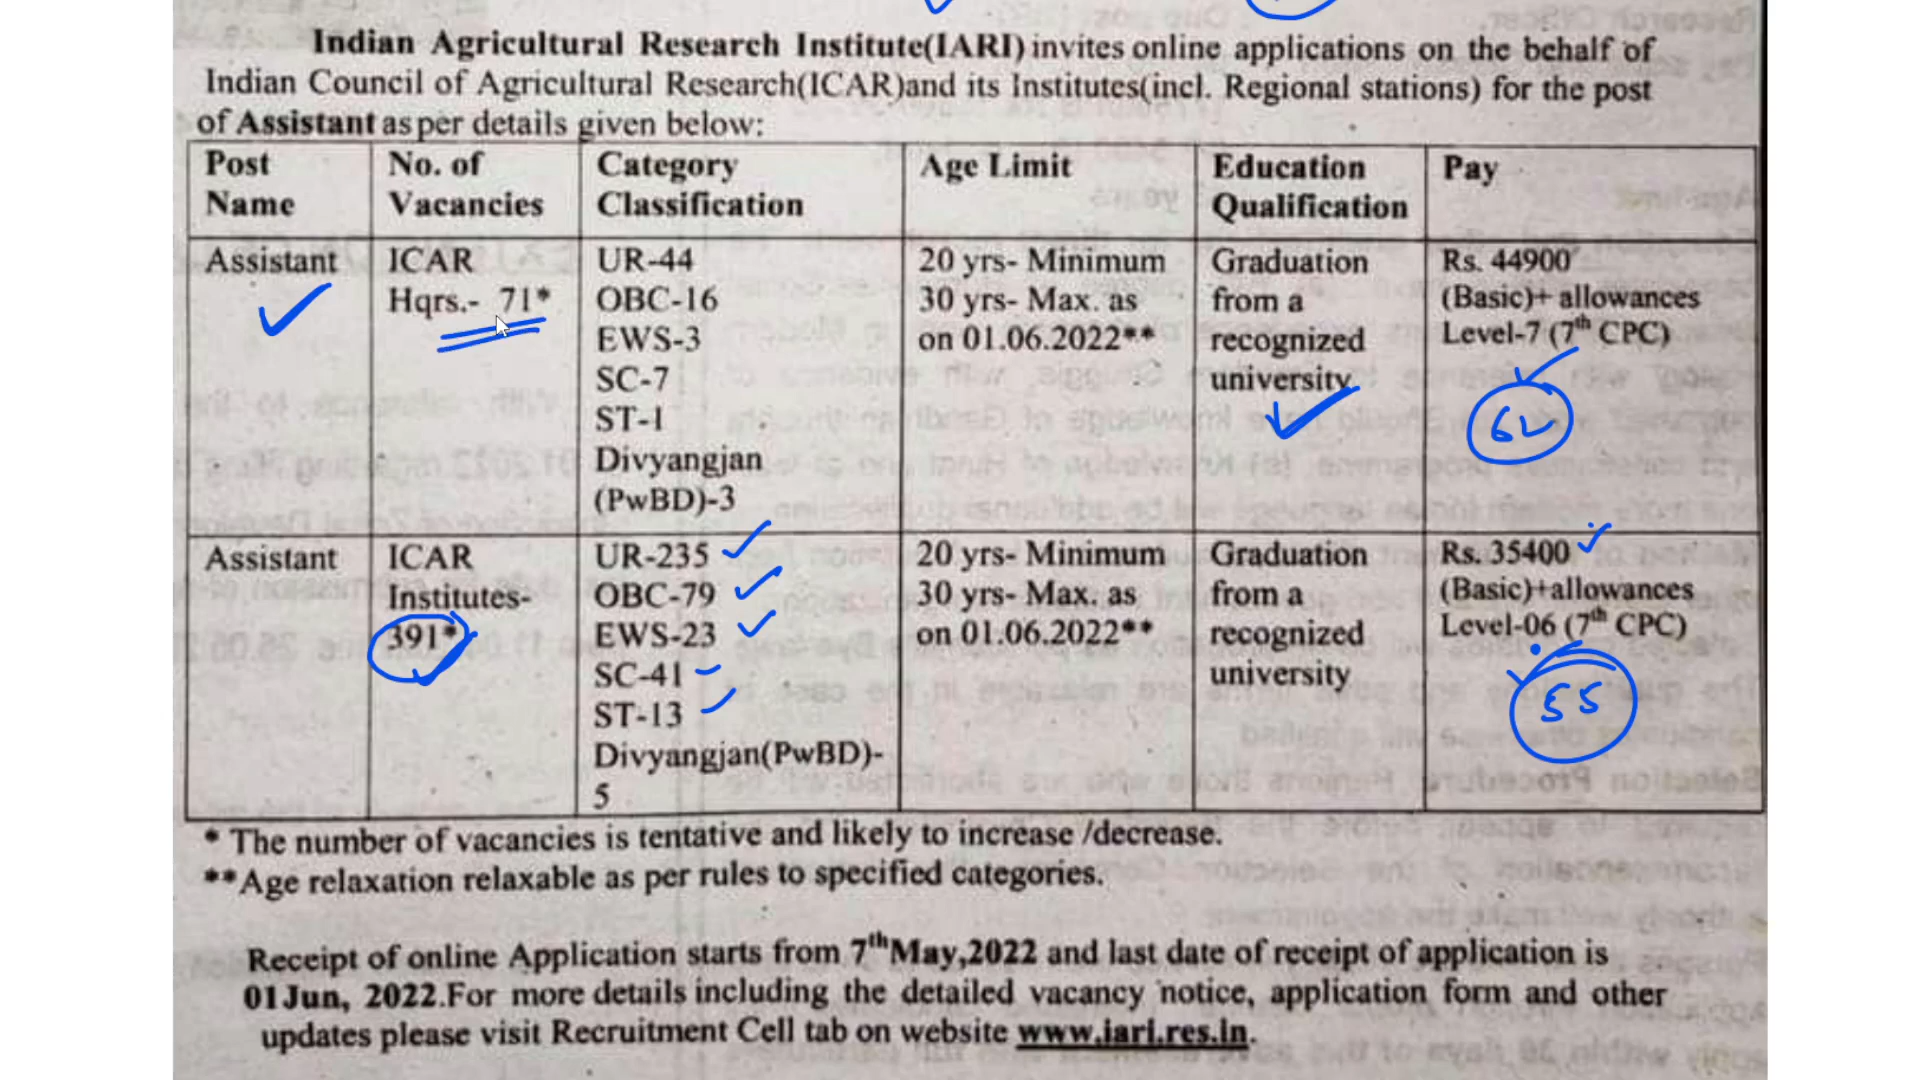 Indian Agricultural Research Institute(IARI) invites online applications on the behalf of
Indian Council of Agricultural Research(ICAR)and its Institutes(incl. Regional stations) for the post
of Assistant as per details given below:
Post Name
No. of Vacancies
Category Classification
Age Limit
Education Qualification
Pay
Assistant
ICAR
Hqrs.- 71*
UR-44
OBC-16
EWS-3
SC-7
ST-1
Divyangjan
(PwBD)-3
20 yrs- Minimum
30 yrs- Max. as
on 01.06.2022**
Graduation
from a
recognized
university
Rs. 44900
(Basic)+ allowances
Level-7 (7th CPC)
62
Assistant
ICAR
Institutes-
391*
UR-235
OBC-79
EWS-23
SC-41
ST-13
Divyangjan(PwBD)-
5
20 yrs- Minimum
30 yrs- Max. as
on 01.06.2022**
Graduation
from a
recognized
university
Rs. 35400
(Basic)+allowances
Level-06 (7th CPC)
55
* The number of vacancies is tentative and likely to increase /decrease.
**Age relaxation relaxable as per rules to specified categories.
Receipt of online Application starts from 7th May,2022 and last date of receipt of application is
01 Jun, 2022.For more details including the detailed vacancy notice, application form and other
updates please visit Recruitment Cell tab on website www.iari.res.in.